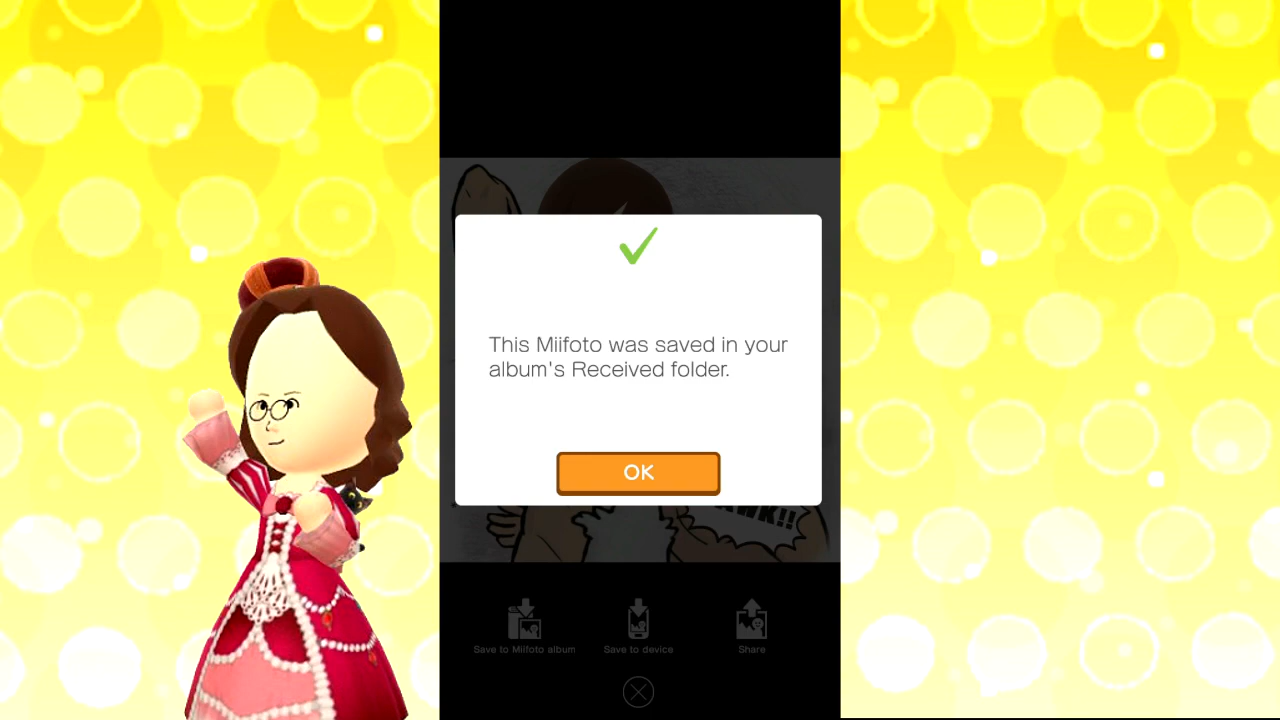 This Miifoto was saved in your
album's Received folder.
OK
Save to Miifoto album
Save to device
Share